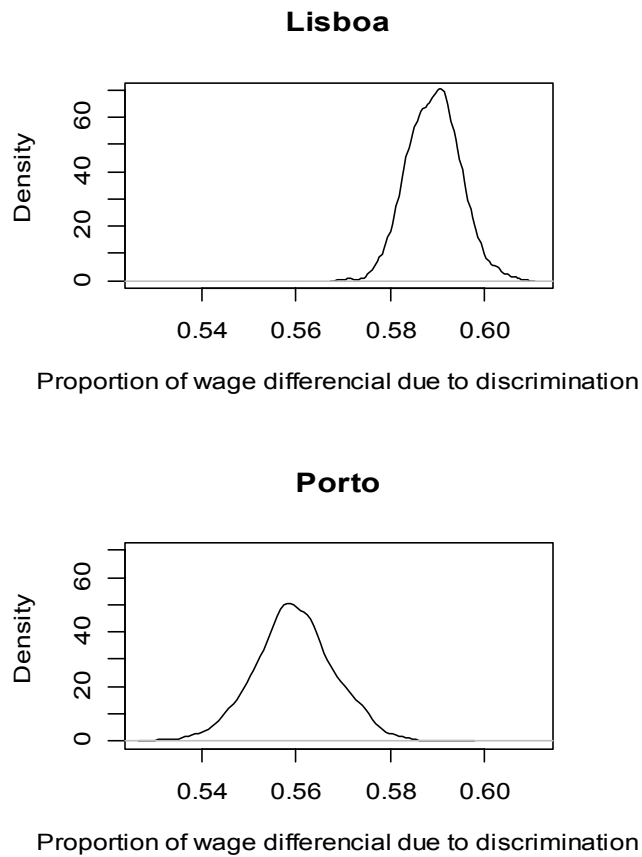 Lisboa
Density
0
20
40
60
0.54 0.56 0.58 0.60
Proportion of wage differencial due to discrimination
Porto
Density
0
20
40
60
0.54 0.56 0.58 0.60
Proportion of wage differencial due to discrimination